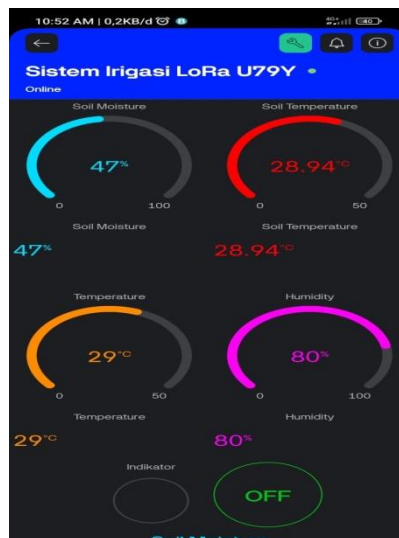 10:52 AM | 0,2KB/d
4G+
40
Sistem Irigasi LoRa U79Y
Online
Soil Moisture Soil Temperature
47% 28.94°C
0 100 0 50
Soil Moisture Soil Temperature
47% 28.94°C
Temperature Humidity
29°C 80%
0 50 0 100
Temperature Humidity
29°C 80%
Indikator
OFF